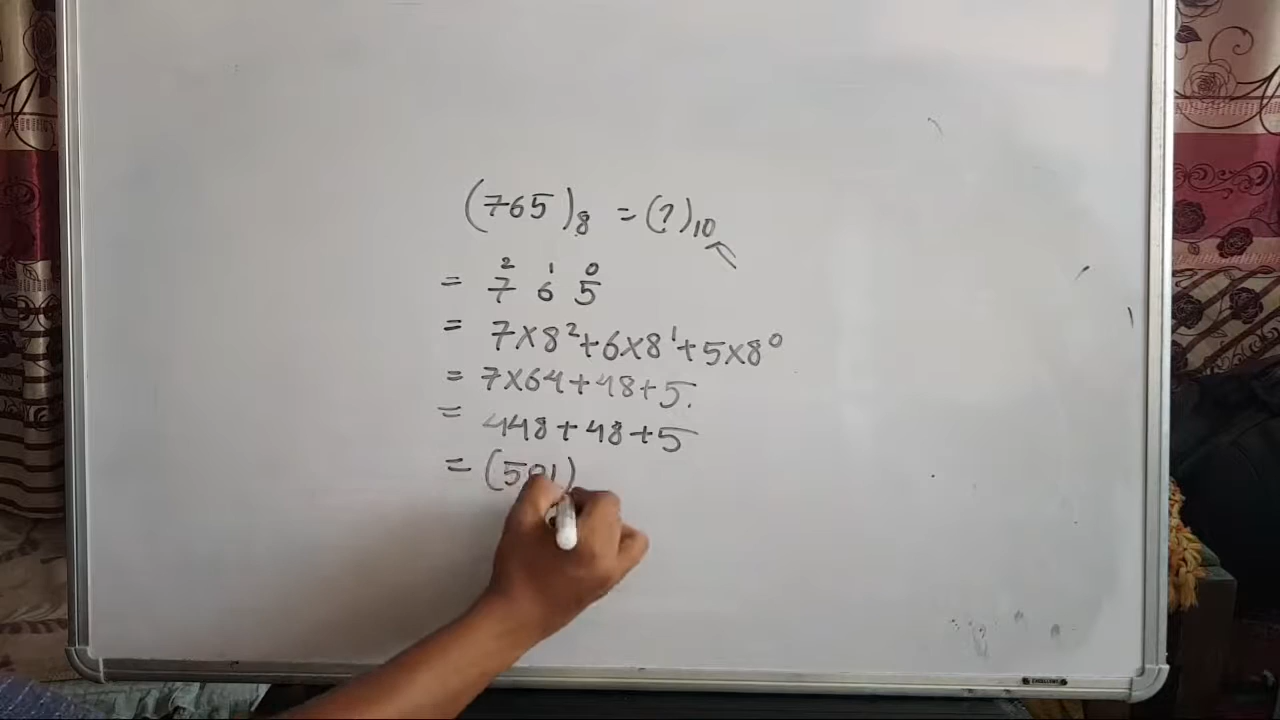 (765)₈ = (?)₁₀
2 1 0
= 7 6 5
= 7×8²+6×8¹+5×8⁰
= 7×64+48+5.
= 448+48+5
= (501)
EXCELLENT